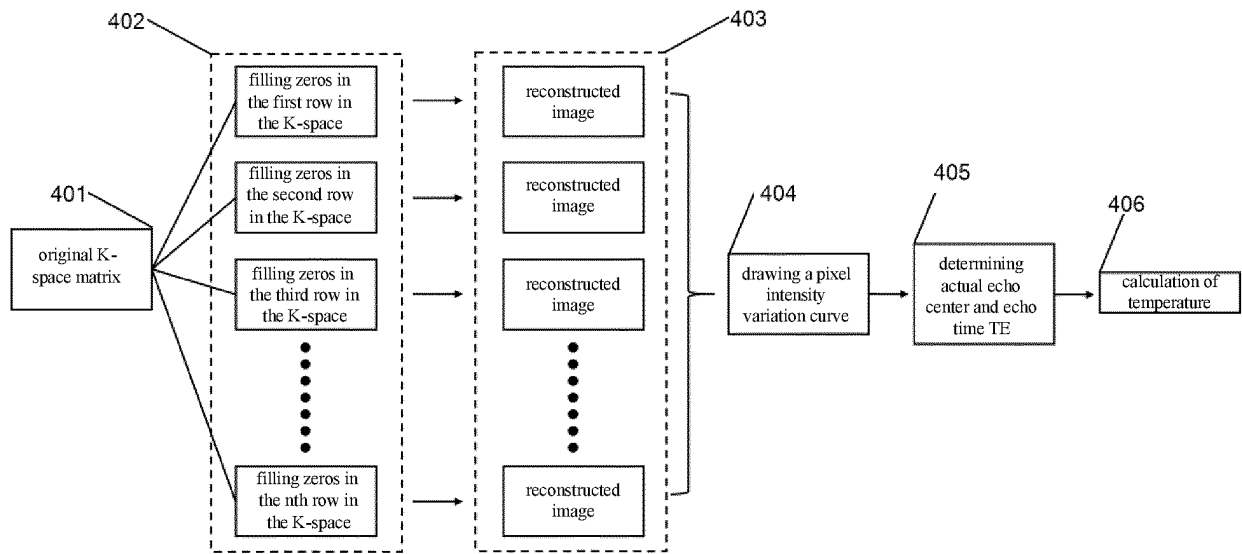 402
403
filling zeros in
the first row in
the K-space
reconstructed
image
filling zeros in
the second row
in the K-space
reconstructed
image
401
404
405
406
original K-
space matrix
filling zeros in
the third row in
the K-space
reconstructed
image
drawing a pixel
intensity
variation curve
determining
actual echo
center and echo
time TE
calculation of
temperature
filling zeros in
the nth row in
the K-space
reconstructed
image